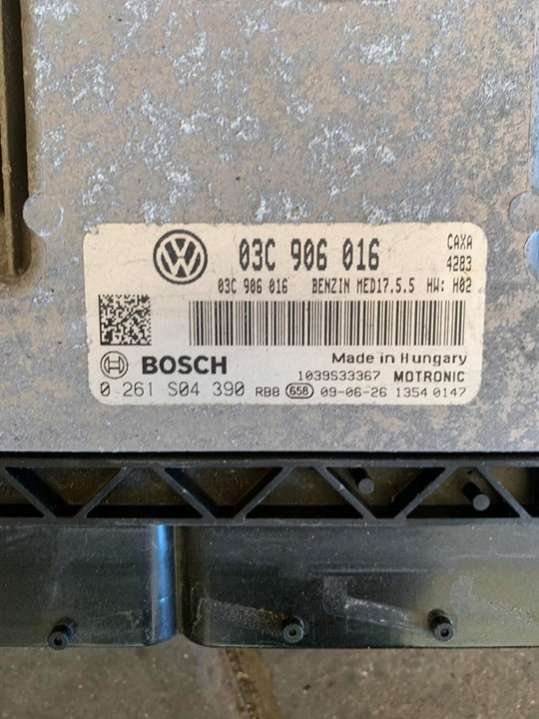 03C 906 016 CAXA
4283
03C 906 016 BENZIN MED17.5.5 HW: H02
BOSCH Made in Hungary
1039S33367 MOTRONIC
0 261 S04 390 RB8 658 09-06-26 1354 0147